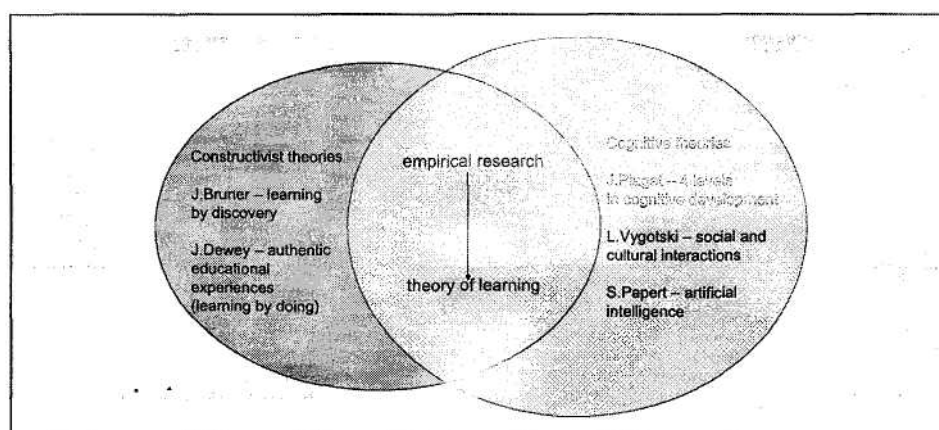 Constructivist theories
J.Bruner – learning
by discovery
J.Dewey – authentic
educational
experiences
(learning by doing)
empirical research
theory of learning
Cognitive theories
J.Piaget – 4 levels
in cognitive development
L.Vygotski – social and
cultural interactions
S.Papert – artificial
intelligence